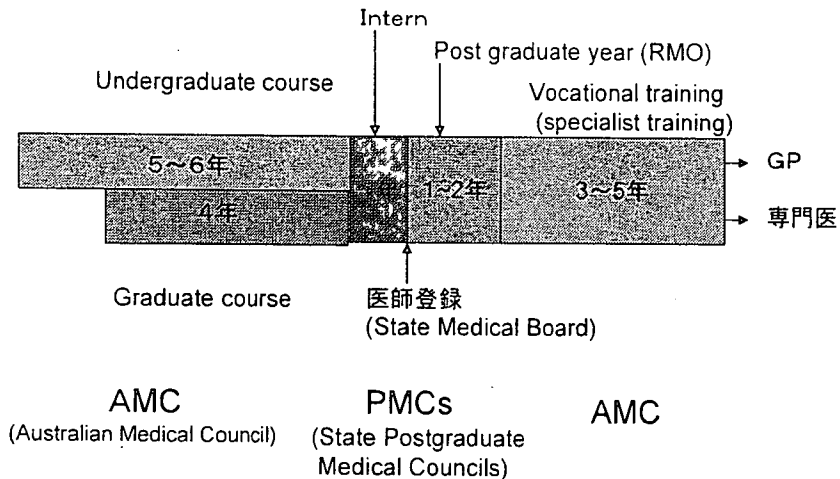 Intern
Post graduate year (RMO)
Undergraduate course
Vocational training
(specialist training)
5～6年
年
1~2年
3～5年
GP
4年
専門医
Graduate course
医師登録
(State Medical Board)
AMC
(Australian Medical Council)
PMCs
(State Postgraduate
Medical Councils)
AMC